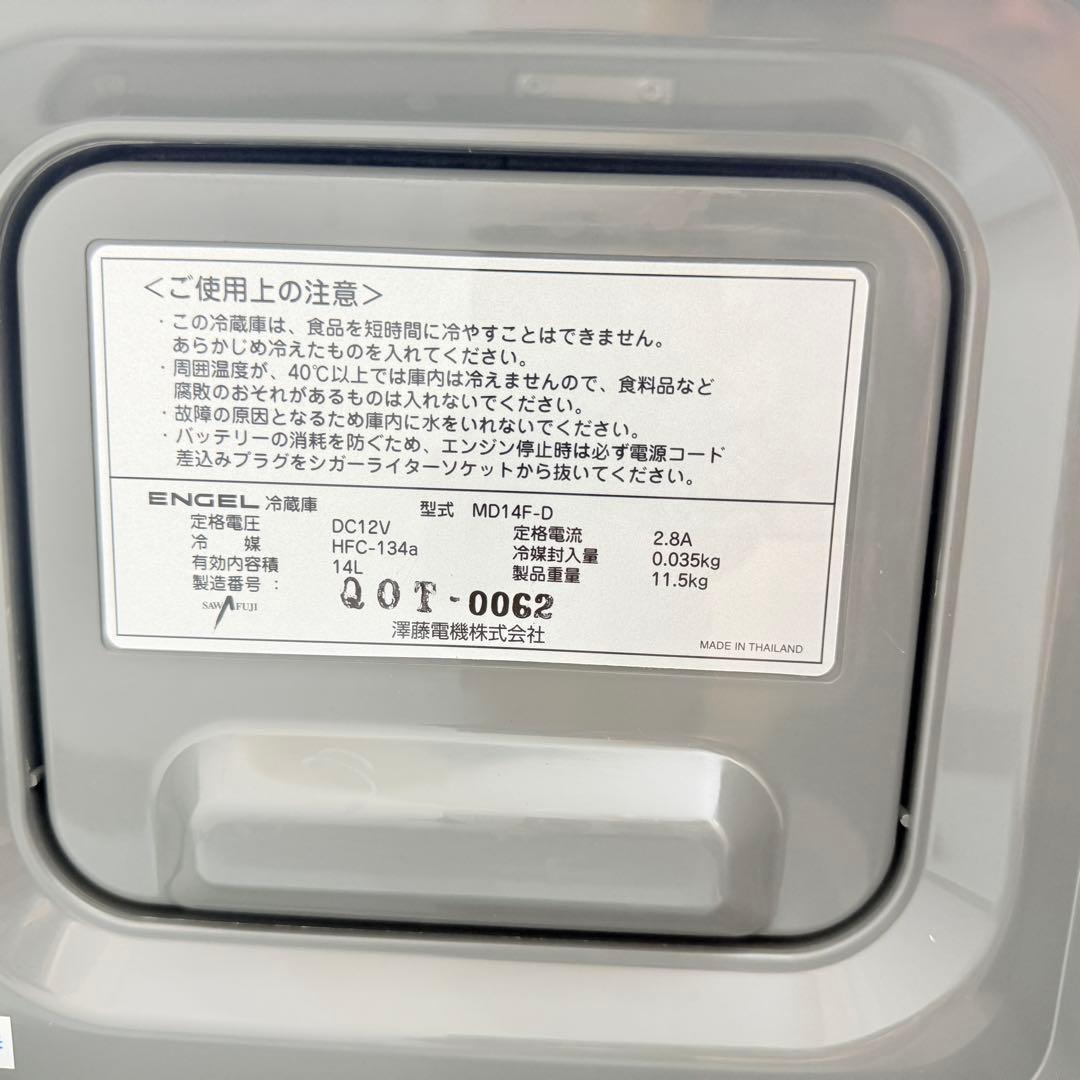 <ご使用上の注意>
・この冷蔵庫は、食品を短時間に冷やすことはできません。
あらかじめ冷えたものを入れてください。
・周囲温度が、40℃以上では庫内は冷えませんので、食料品など
腐敗のおそれがあるものは入れないでください。
・故障の原因となるため庫内に水をいれないでください。
・バッテリーの消耗を防ぐため、エンジン停止時は必ず電源コード
差込みプラグをシガーライターソケットから抜いてください。
ENGEL 冷蔵庫 型式 MD14F-D
定格電圧 DC12V 定格電流 2.8A
冷 媒 HFC-134a 冷媒封入量 0.035kg
有効内容積 14L 製品重量 11.5kg
製造番号： QOT-0062
SAWAFUJI 澤藤電機株式会社
MADE IN THAILAND